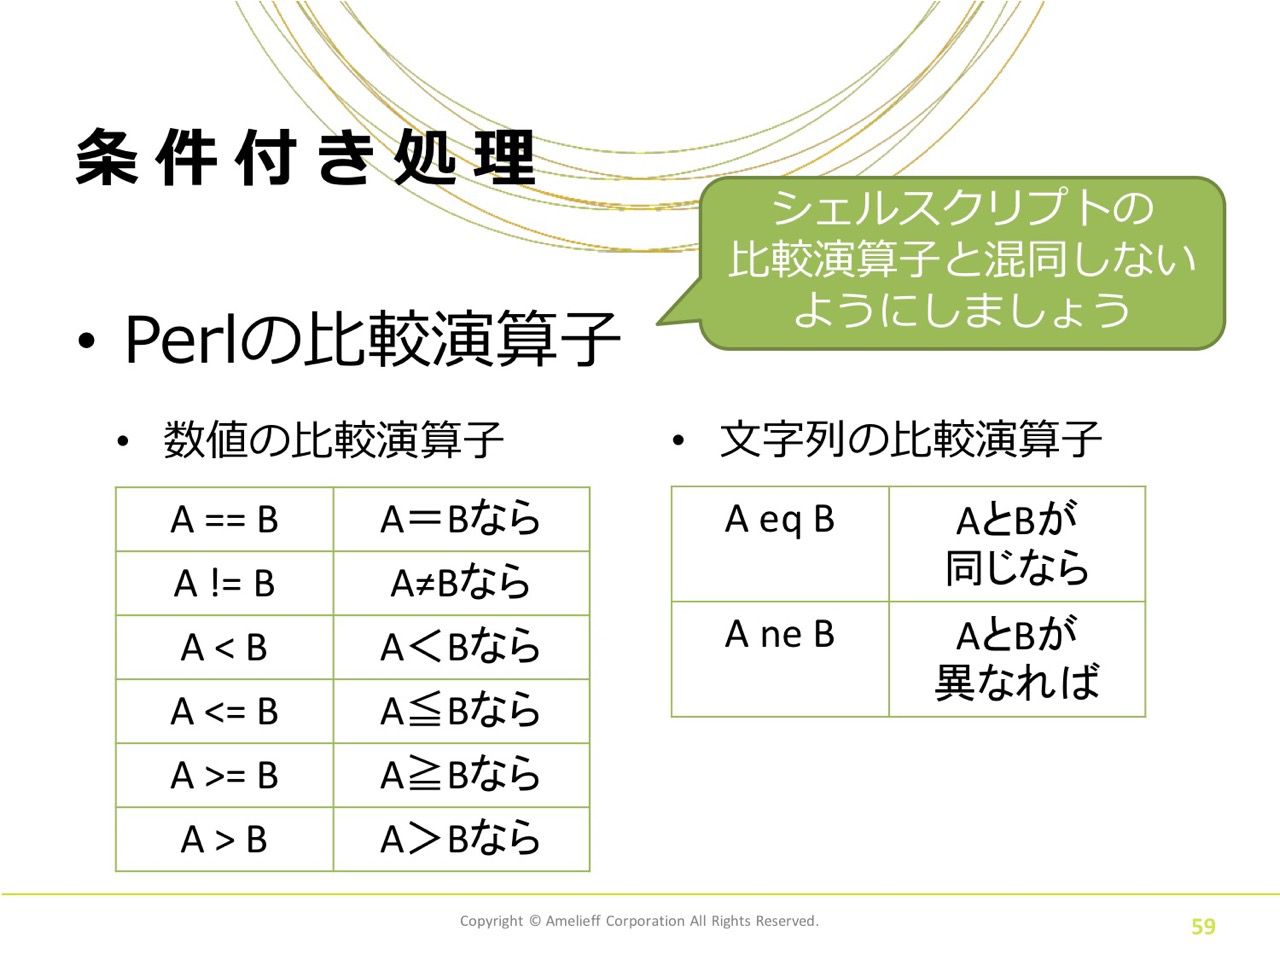 条件付き処理
シェルスクリプトの
比較演算子と混同しない
ようにしましょう
• Perlの比較演算子
• 数値の比較演算子
A == B A＝Bなら
A != B A≠Bなら
A < B A＜Bなら
A <= B A≦Bなら
A >= B A≧Bなら
A > B A＞Bなら
• 文字列の比較演算子
A eq B AとBが
同じなら
A ne B AとBが
異なれば
Copyright © Amelieff Corporation All Rights Reserved.
59